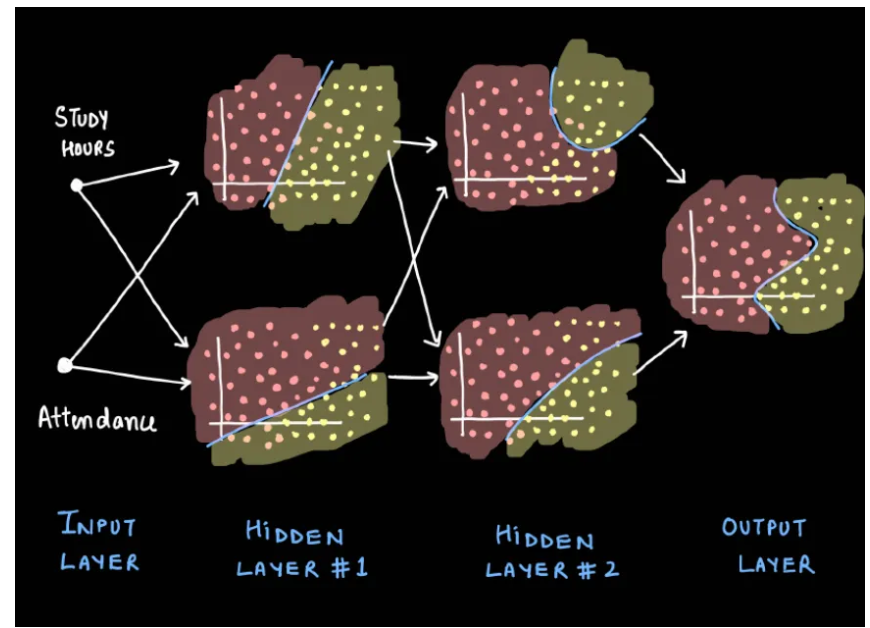 STUDY
HOURS
Attendance
INPUT
LAYER
HIDDEN
LAYER #1
HIDDEN
LAYER #2
OUTPUT
LAYER